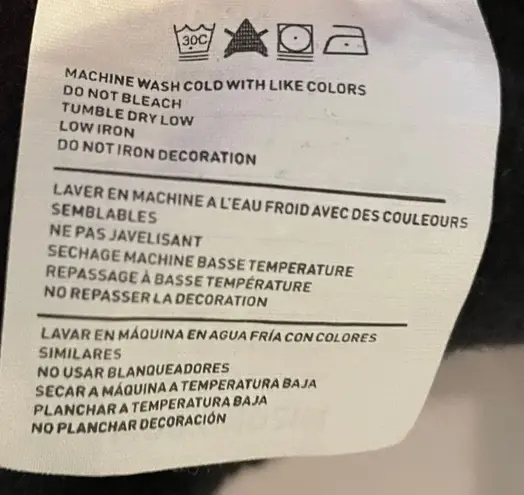 30C
MACHINE WASH COLD WITH LIKE COLORS
DO NOT BLEACH
TUMBLE DRY LOW
LOW IRON
DO NOT IRON DECORATION
LAVER EN MACHINE A L'EAU FROID AVEC DES COULEOURS
SEMBLABLES
NE PAS JAVELISANT
SECHAGE MACHINE BASSE TEMPERATURE
REPASSAGE À BASSE TEMPÉRATURE
NO REPASSER LA DECORATION
LAVAR EN MÁQUINA EN AGUA FRÍA CON COLORES
SIMILARES
NO USAR BLANQUEADORES
SECAR A MÁQUINA A TEMPERATURA BAJA
PLANCHAR A TEMPERATURA BAJA
NO PLANCHAR DECORACIÓN